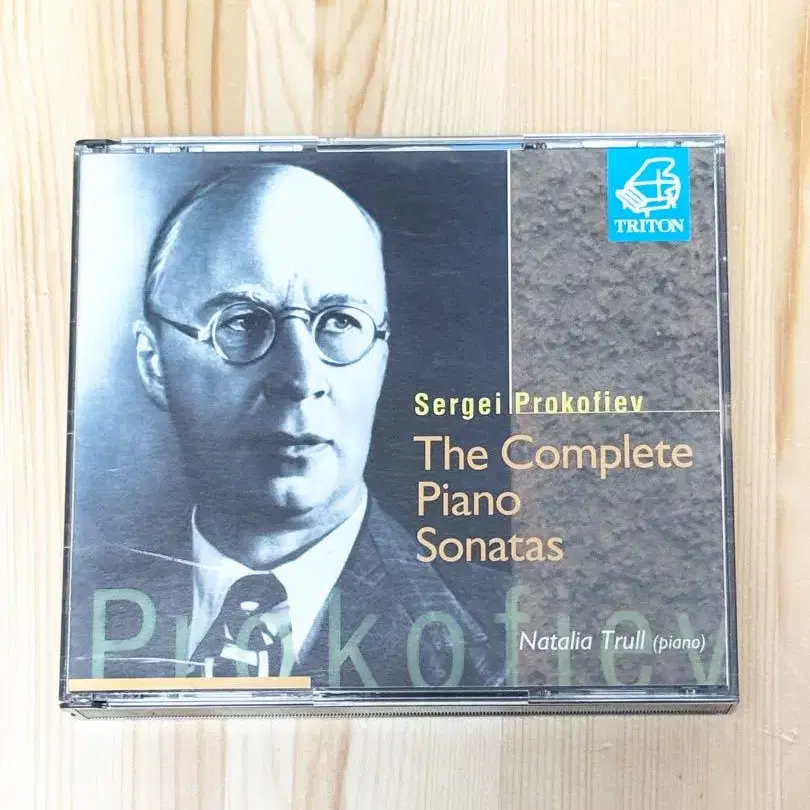 TRITON
Sergei Prokofiev
The Complete
Piano
Sonatas
Prokofiev
Natalia Trull (piano)